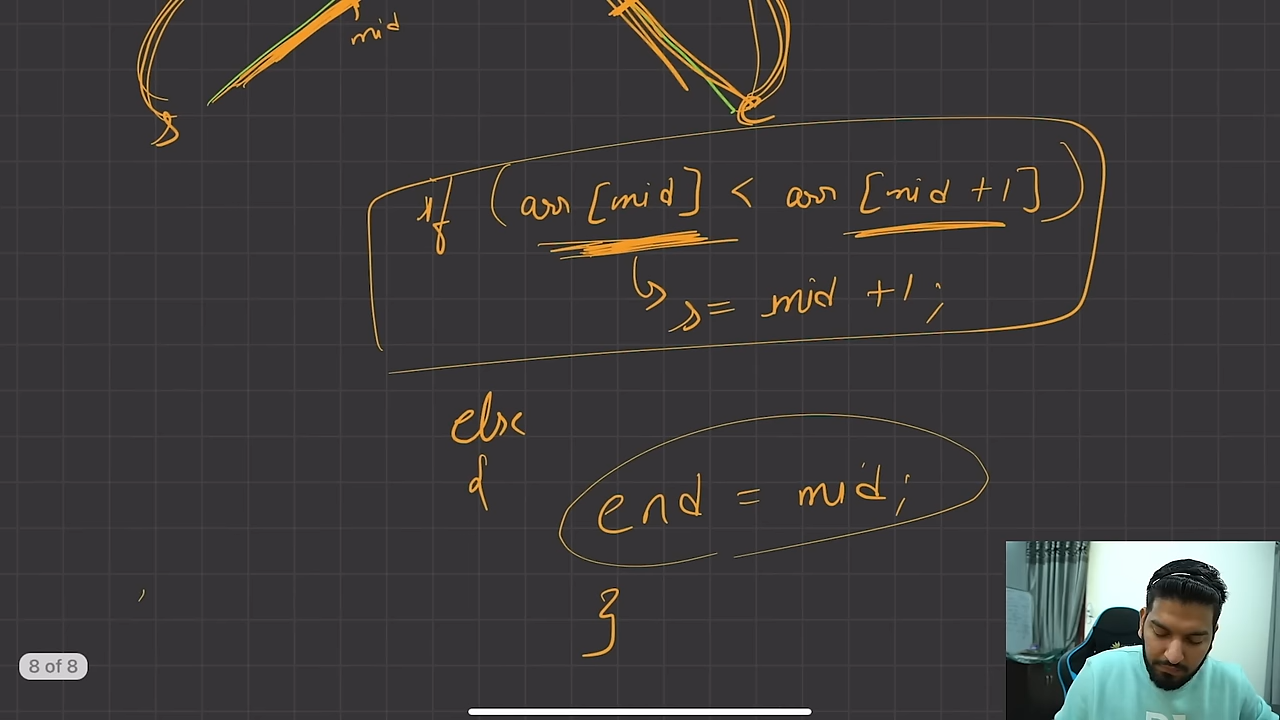 mid
s
e
if (arr [mid] < arr [mid +1])
s = mid +1;
else
{
end = mid;
}
8 of 8